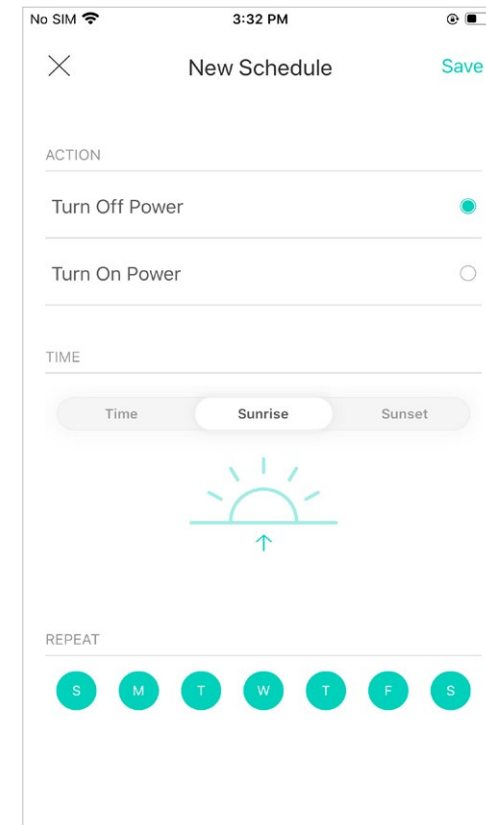 No SIM 3:32 PM
New Schedule Save
ACTION
Turn Off Power
Turn On Power
TIME
Time Sunrise Sunset
REPEAT
S M T W T F S